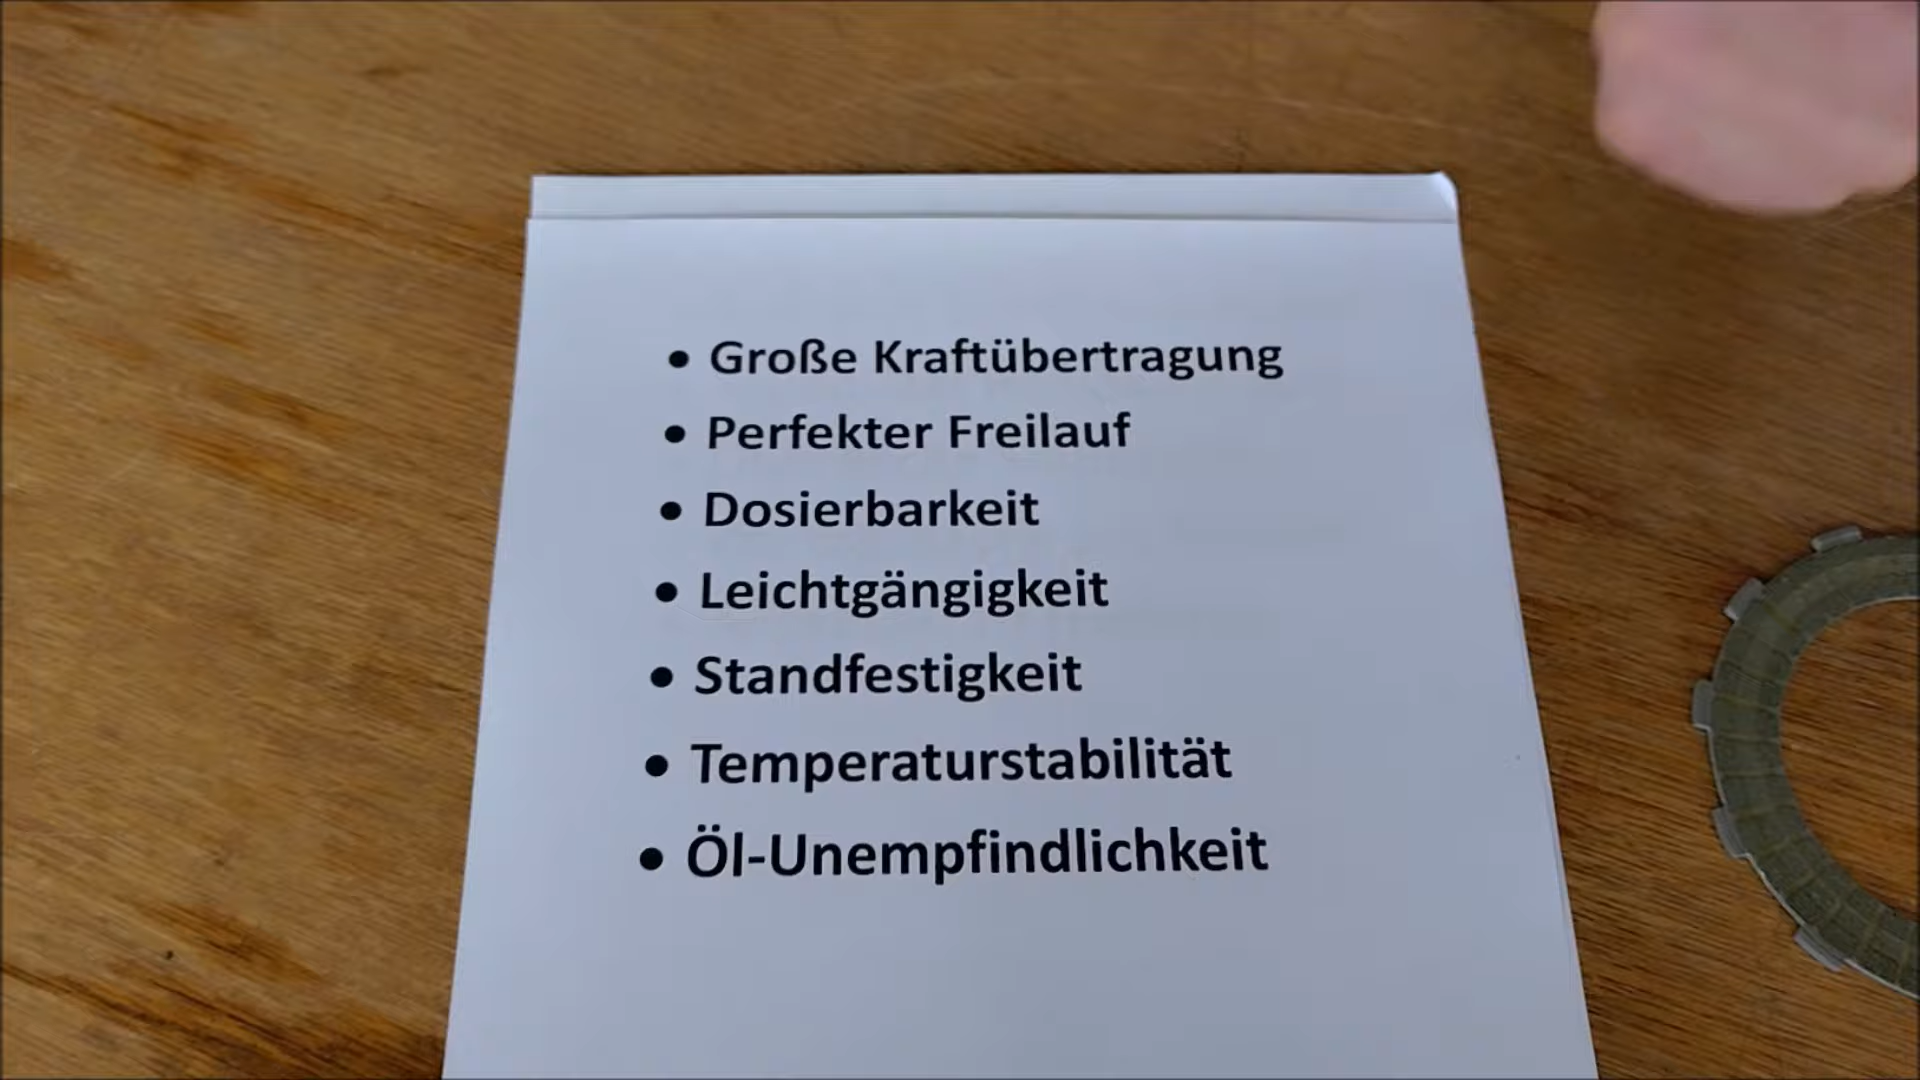 • Große Kraftübertragung
• Perfekter Freilauf
• Dosierbarkeit
• Leichtgängigkeit
• Standfestigkeit
• Temperaturstabilität
• Öl-Unempfindlichkeit